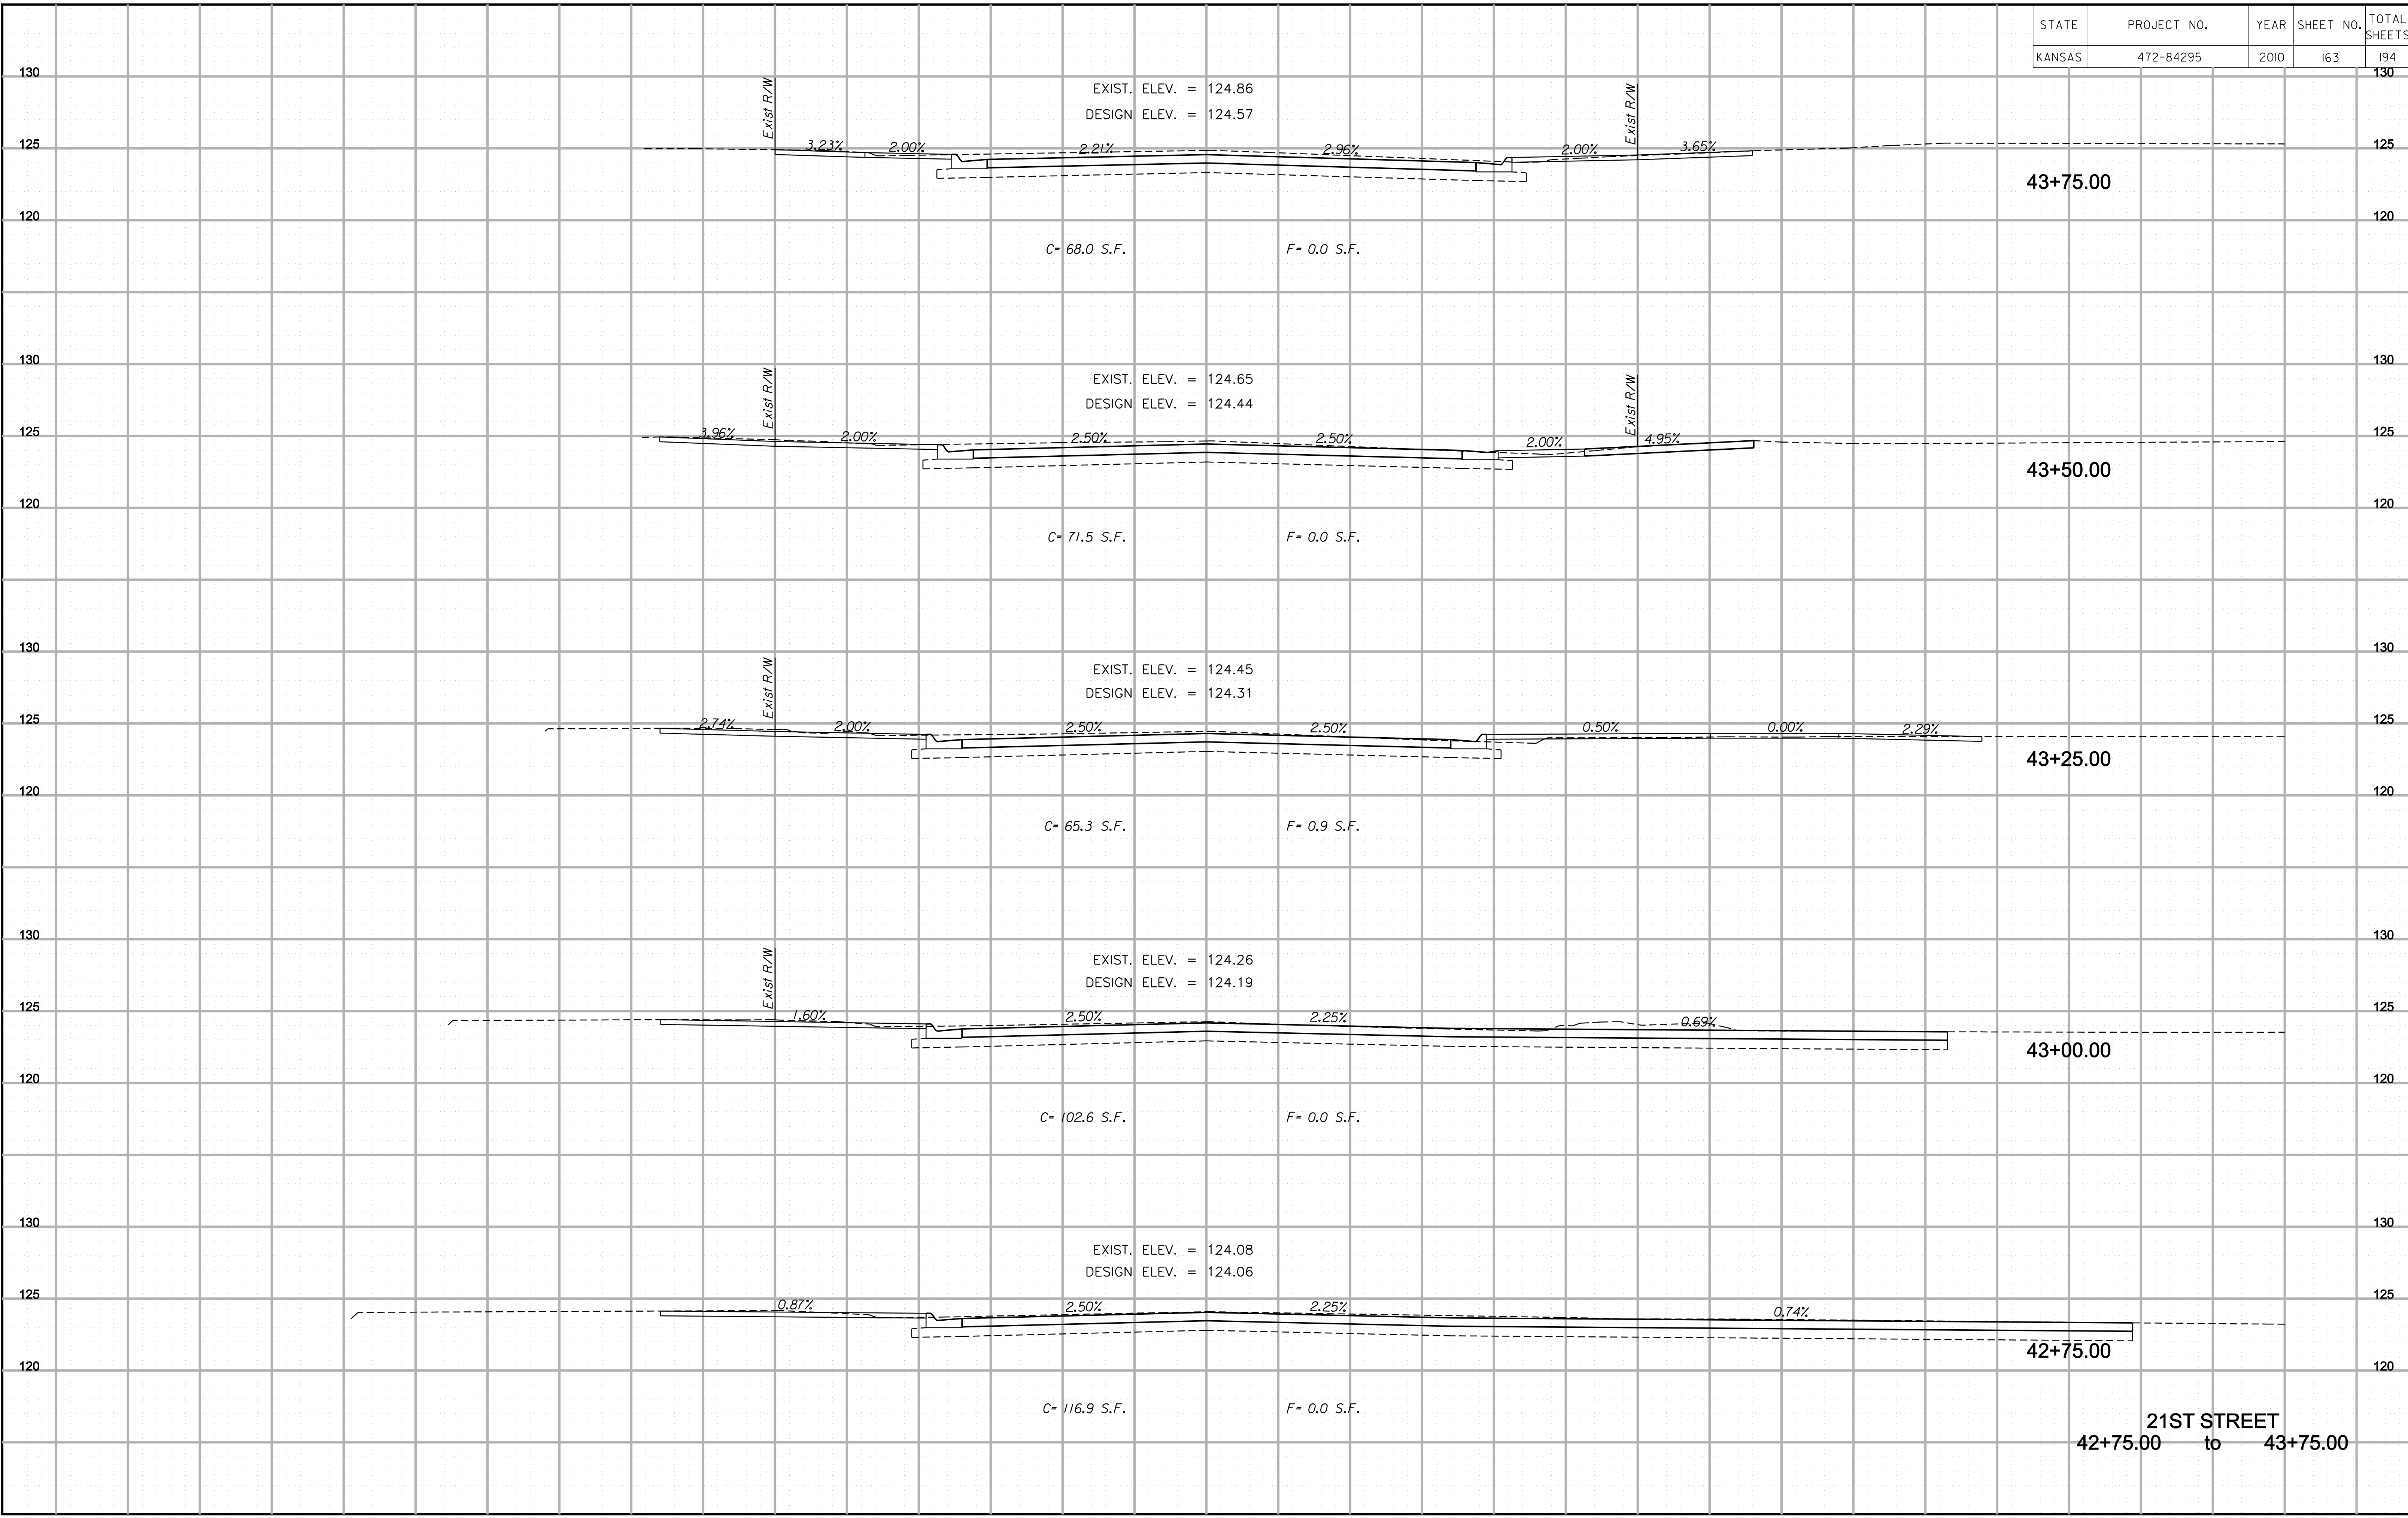 STATE PROJECT NO. YEAR SHEET NO. TOTAL SHEETS
KANSAS 472-84295 2010 163 194
130 130
Exist R/W EXIST. ELEV. = 124.86 Exist R/W
DESIGN ELEV. = 124.57
125 3.23% 2.00% 2.21% 2.96% 2.00% 3.65% 125
43+75.00
120 120
C= 68.0 S.F. F= 0.0 S.F.
130 130
Exist R/W EXIST. ELEV. = 124.65 Exist R/W
DESIGN ELEV. = 124.44
125 3.96% 2.00% 2.50% 2.50% 2.00% 4.95% 125
43+50.00
120 120
C= 71.5 S.F. F= 0.0 S.F.
130 130
Exist R/W EXIST. ELEV. = 124.45
DESIGN ELEV. = 124.31
125 2.74% 2.00% 2.50% 2.50% 0.50% 0.00% 2.29% 125
43+25.00
120 120
C= 65.3 S.F. F= 0.9 S.F.
130 130
Exist R/W EXIST. ELEV. = 124.26
DESIGN ELEV. = 124.19
125 1.60% 2.50% 2.25% 0.69% 125
43+00.00
120 120
C= 102.6 S.F. F= 0.0 S.F.
130 130
EXIST. ELEV. = 124.08
DESIGN ELEV. = 124.06
125 0.87% 2.50% 2.25% 0.74% 125
42+75.00
120 120
C= 116.9 S.F. F= 0.0 S.F.
21ST STREET
42+75.00 to 43+75.00